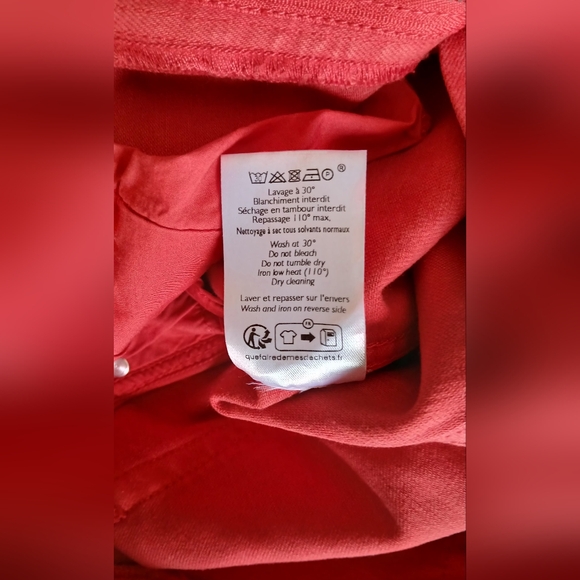 ®
Lavage à 30°
Blanchiment interdit
Séchage en tambour interdit
Repassage 110° max.
Nettoyage à sec tous solvants normaux
Wash at 30°
Do not bleach
Do not tumble dry
Iron low heat (110°)
Dry cleaning
Laver et repasser sur l'envers
Wash and iron on reverse side
FR
quefairedemesdechets.fr